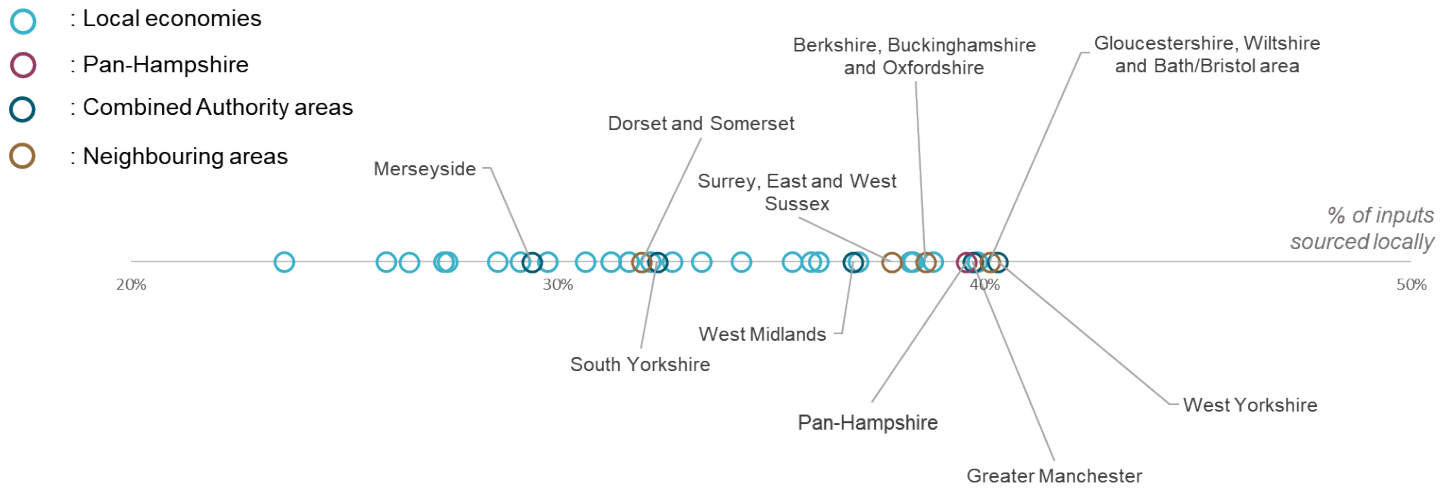 : Local economies
: Pan-Hampshire
: Combined Authority areas
: Neighbouring areas
Berkshire, Buckinghamshire
and Oxfordshire
Gloucestershire, Wiltshire
and Bath/Bristol area
Dorset and Somerset
Merseyside
Surrey, East and West
Sussex
% of inputs
sourced locally
20%
30%
40%
50%
West Midlands
South Yorkshire
Pan-Hampshire
West Yorkshire
Greater Manchester